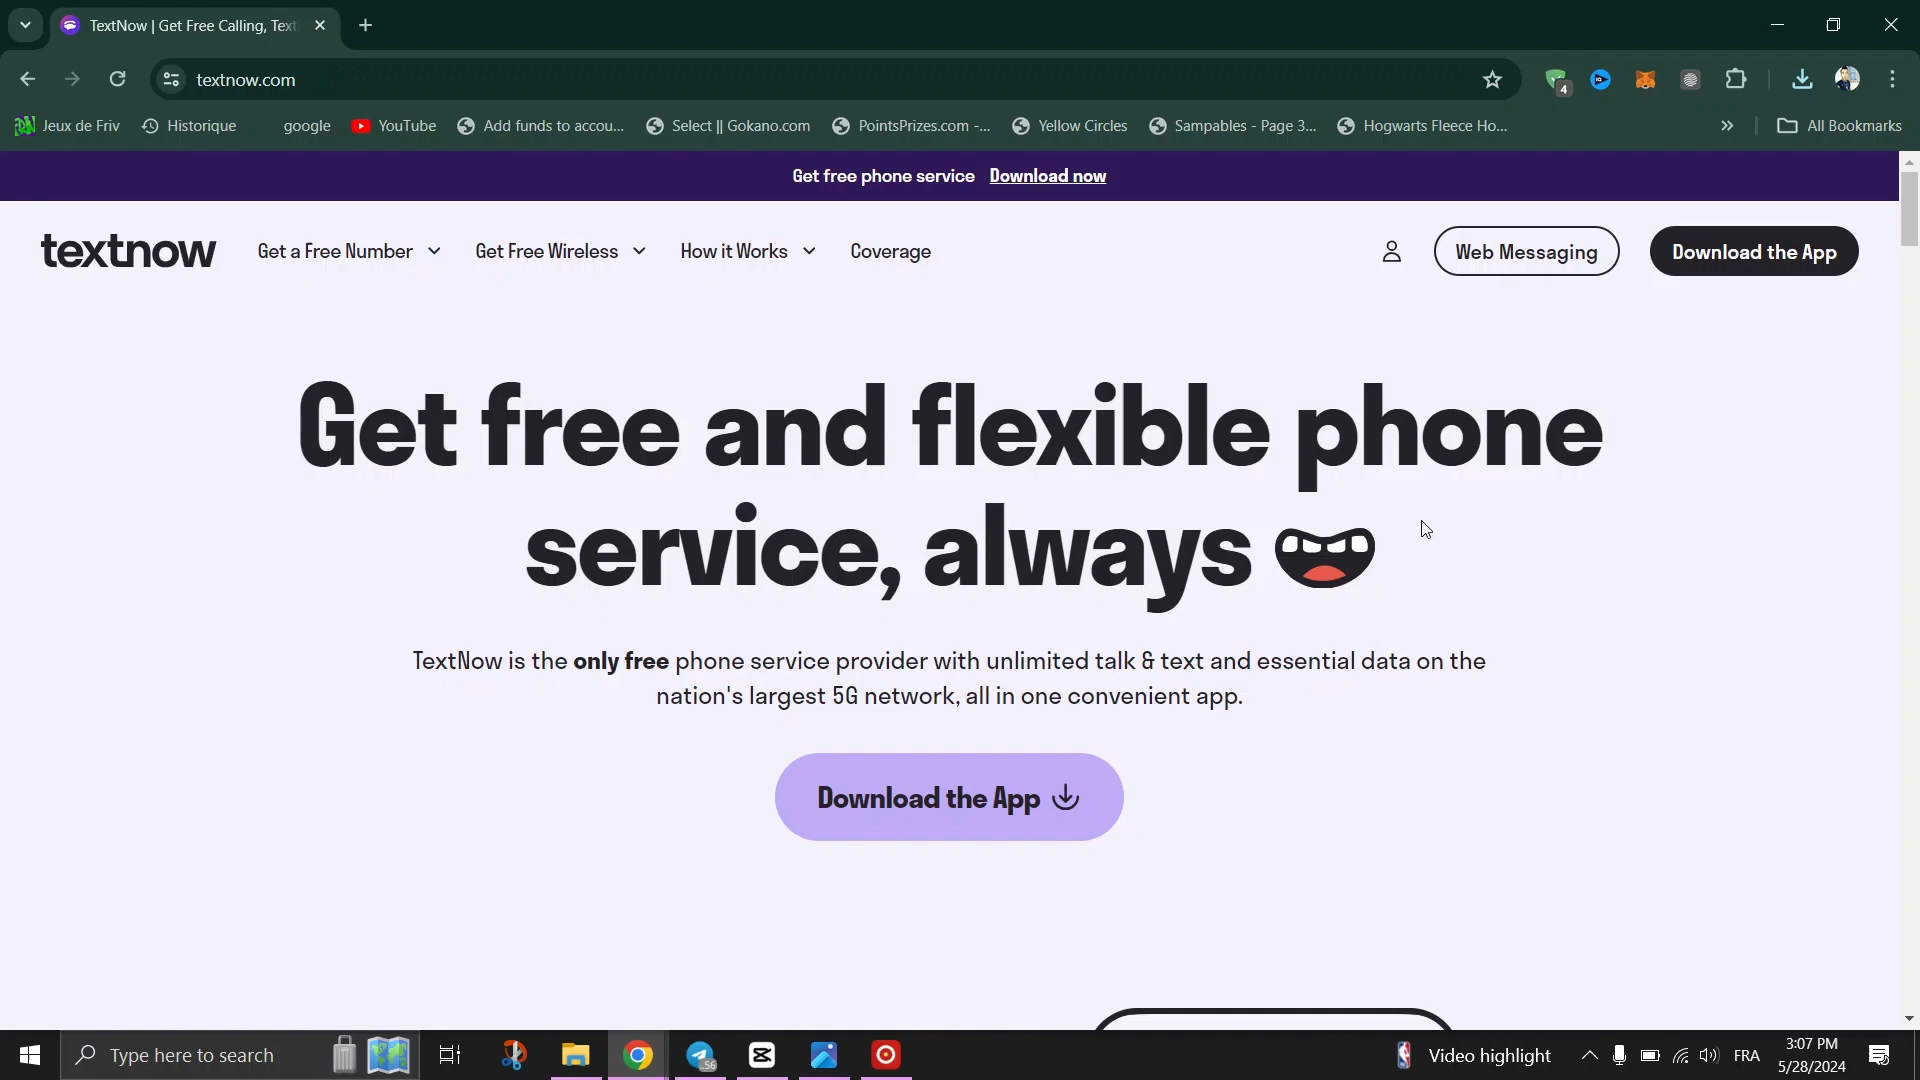 TextNow | Get Free Calling, Text
textnow.com
4
Jeux de Friv
Historique
google
YouTube
Add funds to accou...
Select || Gokano.com
PointsPrizes.com -...
Yellow Circles
Sampables - Page 3...
Hogwarts Fleece Ho...
All Bookmarks
Get free phone service Download now
textnow
Get a Free Number
Get Free Wireless
How it Works
Coverage
Web Messaging
Download the App
Get free and flexible phone
service, always
TextNow is the only free phone service provider with unlimited talk & text and essential data on the
nation's largest 5G network, all in one convenient app.
Download the App
Type here to search
.56
Video highlight
FRA
3:07 PM
5/28/2024